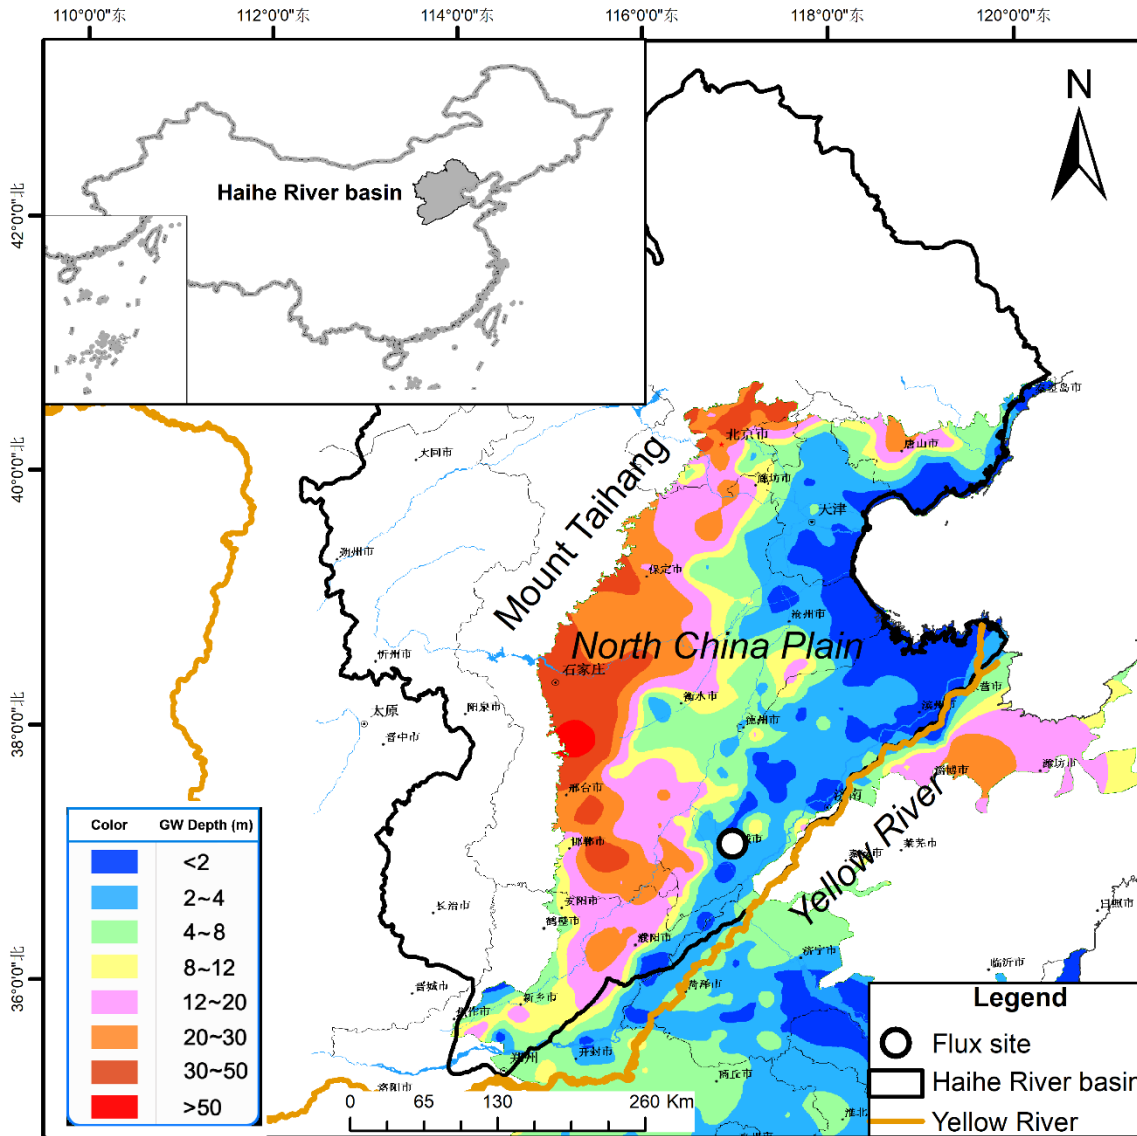 110°0'0"东
112°0'0"东
114°0'0"东
116°0'0"东
118°0'0"东
120°0'0"东
N
42°0'0"北
40°0'0"北
38°0'0"北
36°0'0"北
Haihe River basin
Mount Taihang
North China Plain
Yellow River
大同市
北京市
唐山市
廊坊市
天津
朔州市
保定市
沧州市
忻州市
石家庄
衡水市
阳泉市
太原
晋中市
德州市
滨州市
营市
淄博市
潍坊市
邢台市
济南
邯郸市
莱芜市
长治市
安阳市
鹤壁市
濮阳市
日照市
济宁市
临沂市
晋城市
新乡市
菏泽市
焦作市
郑州
开封市
洛阳市
商丘市
淮北
Color GW Depth (m)
<2
2~4
4~8
8~12
12~20
20~30
30~50
>50
0 65 130 260 Km
Legend
Flux site
Haihe River basin
Yellow River